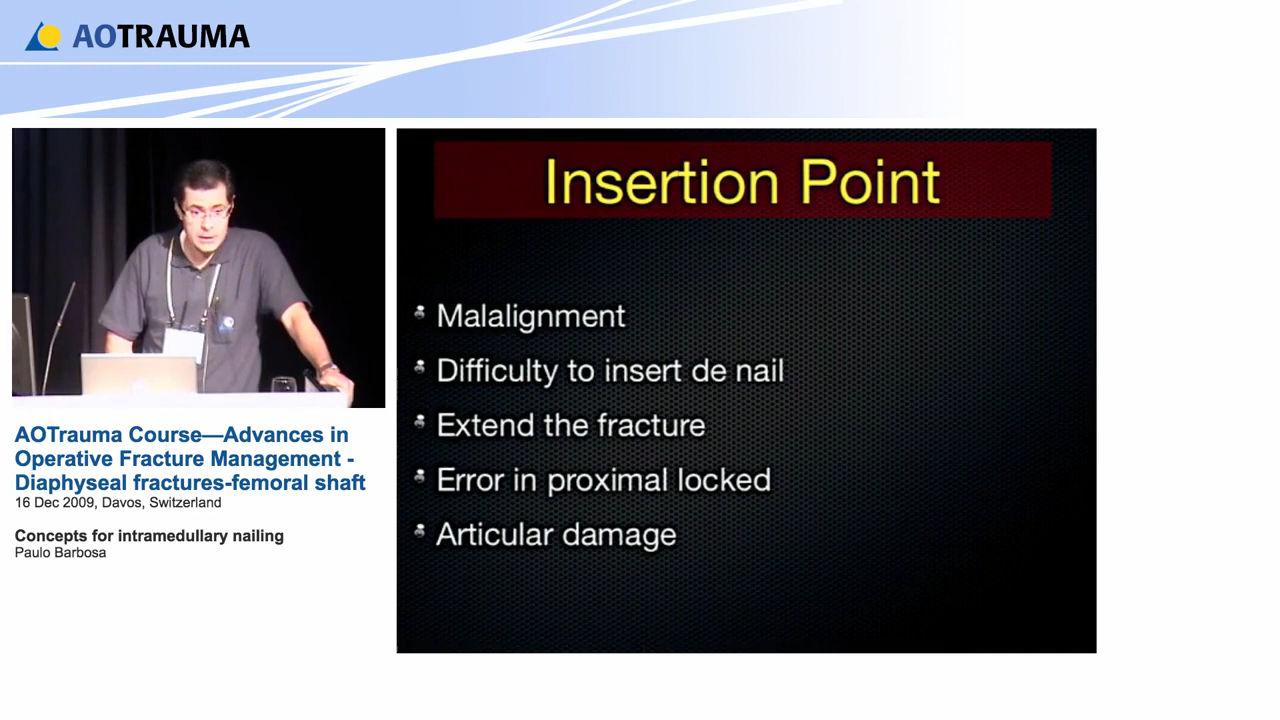 AOTRAUMA
Insertion Point
Malalignment
Difficulty to insert de nail
Extend the fracture
Error in proximal locked
Articular damage
AOTrauma Course—Advances in
Operative Fracture Management -
Diaphyseal fractures-femoral shaft
16 Dec 2009, Davos, Switzerland
Concepts for intramedullary nailing
Paulo Barbosa